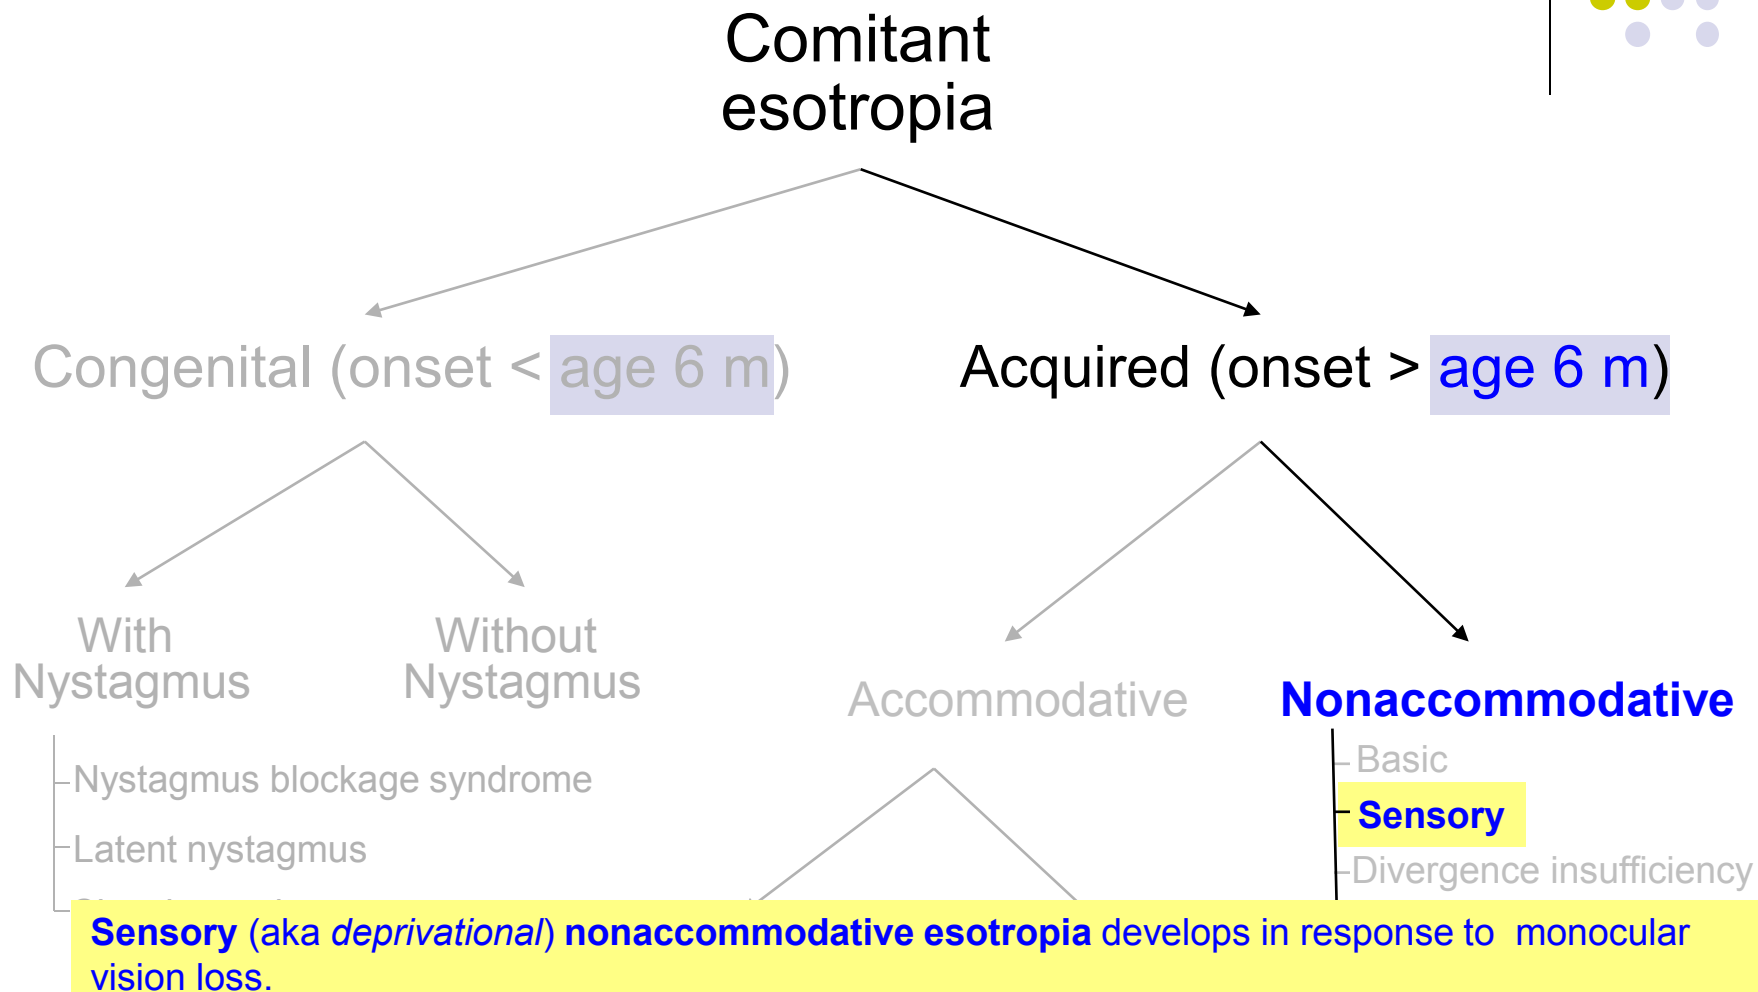 Comitant
esotropia
Congenital (onset < age 6 m)
Acquired (onset > age 6 m)
With
Nystagmus
Without
Nystagmus
Accommodative
Nonaccommodative
Nystagmus blockage syndrome
Latent nystagmus
Basic
Sensory
Divergence insufficiency
Sensory (aka deprivational) nonaccommodative esotropia develops in response to monocular
vision loss.